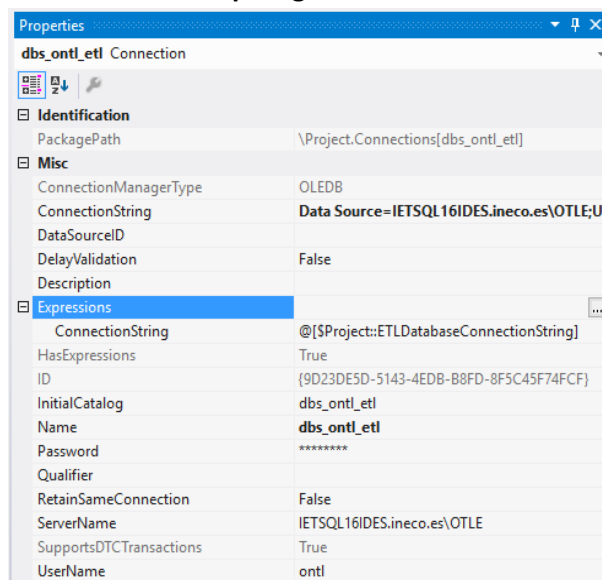 Properties
dbs_ontl_etl Connection
Identification
PackagePath \Project.Connections[dbs_ontl_etl]
Misc
ConnectionManagerType OLEDB
ConnectionString Data Source=IETSQL16IDES.ineco.es\OTLE;U
DataSourceID
DelayValidation False
Description
Expressions ...
ConnectionString @[$Project::ETLDatabaseConnectionString]
HasExpressions True
ID {9D23DE5D-5143-4EDB-B8FD-8F5C45F74FCF}
InitialCatalog dbs_ontl_etl
Name dbs_ontl_etl
Password ********
Qualifier
RetainSameConnection False
ServerName IETSQL16IDES.ineco.es\OTLE
SupportsDTCTransactions True
UserName ontl